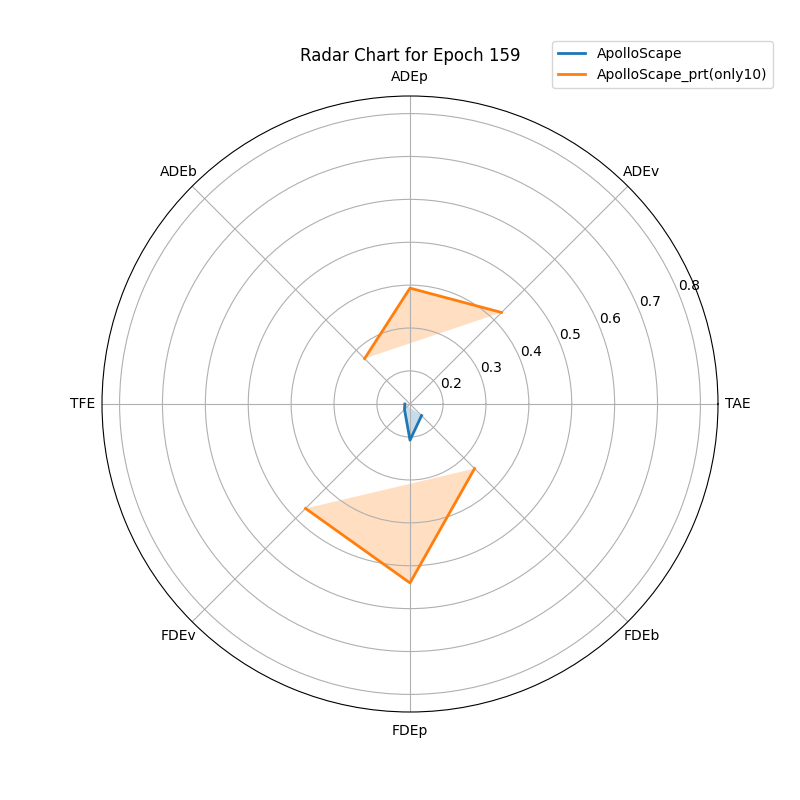 Radar Chart for Epoch 159
ApolloScape
ApolloScape_prt(only10)
ADEp
ADEb
ADEv
0.8
0.7
0.6
0.5
0.4
0.3
0.2
TFE
TAE
FDEv
FDEb
FDEp